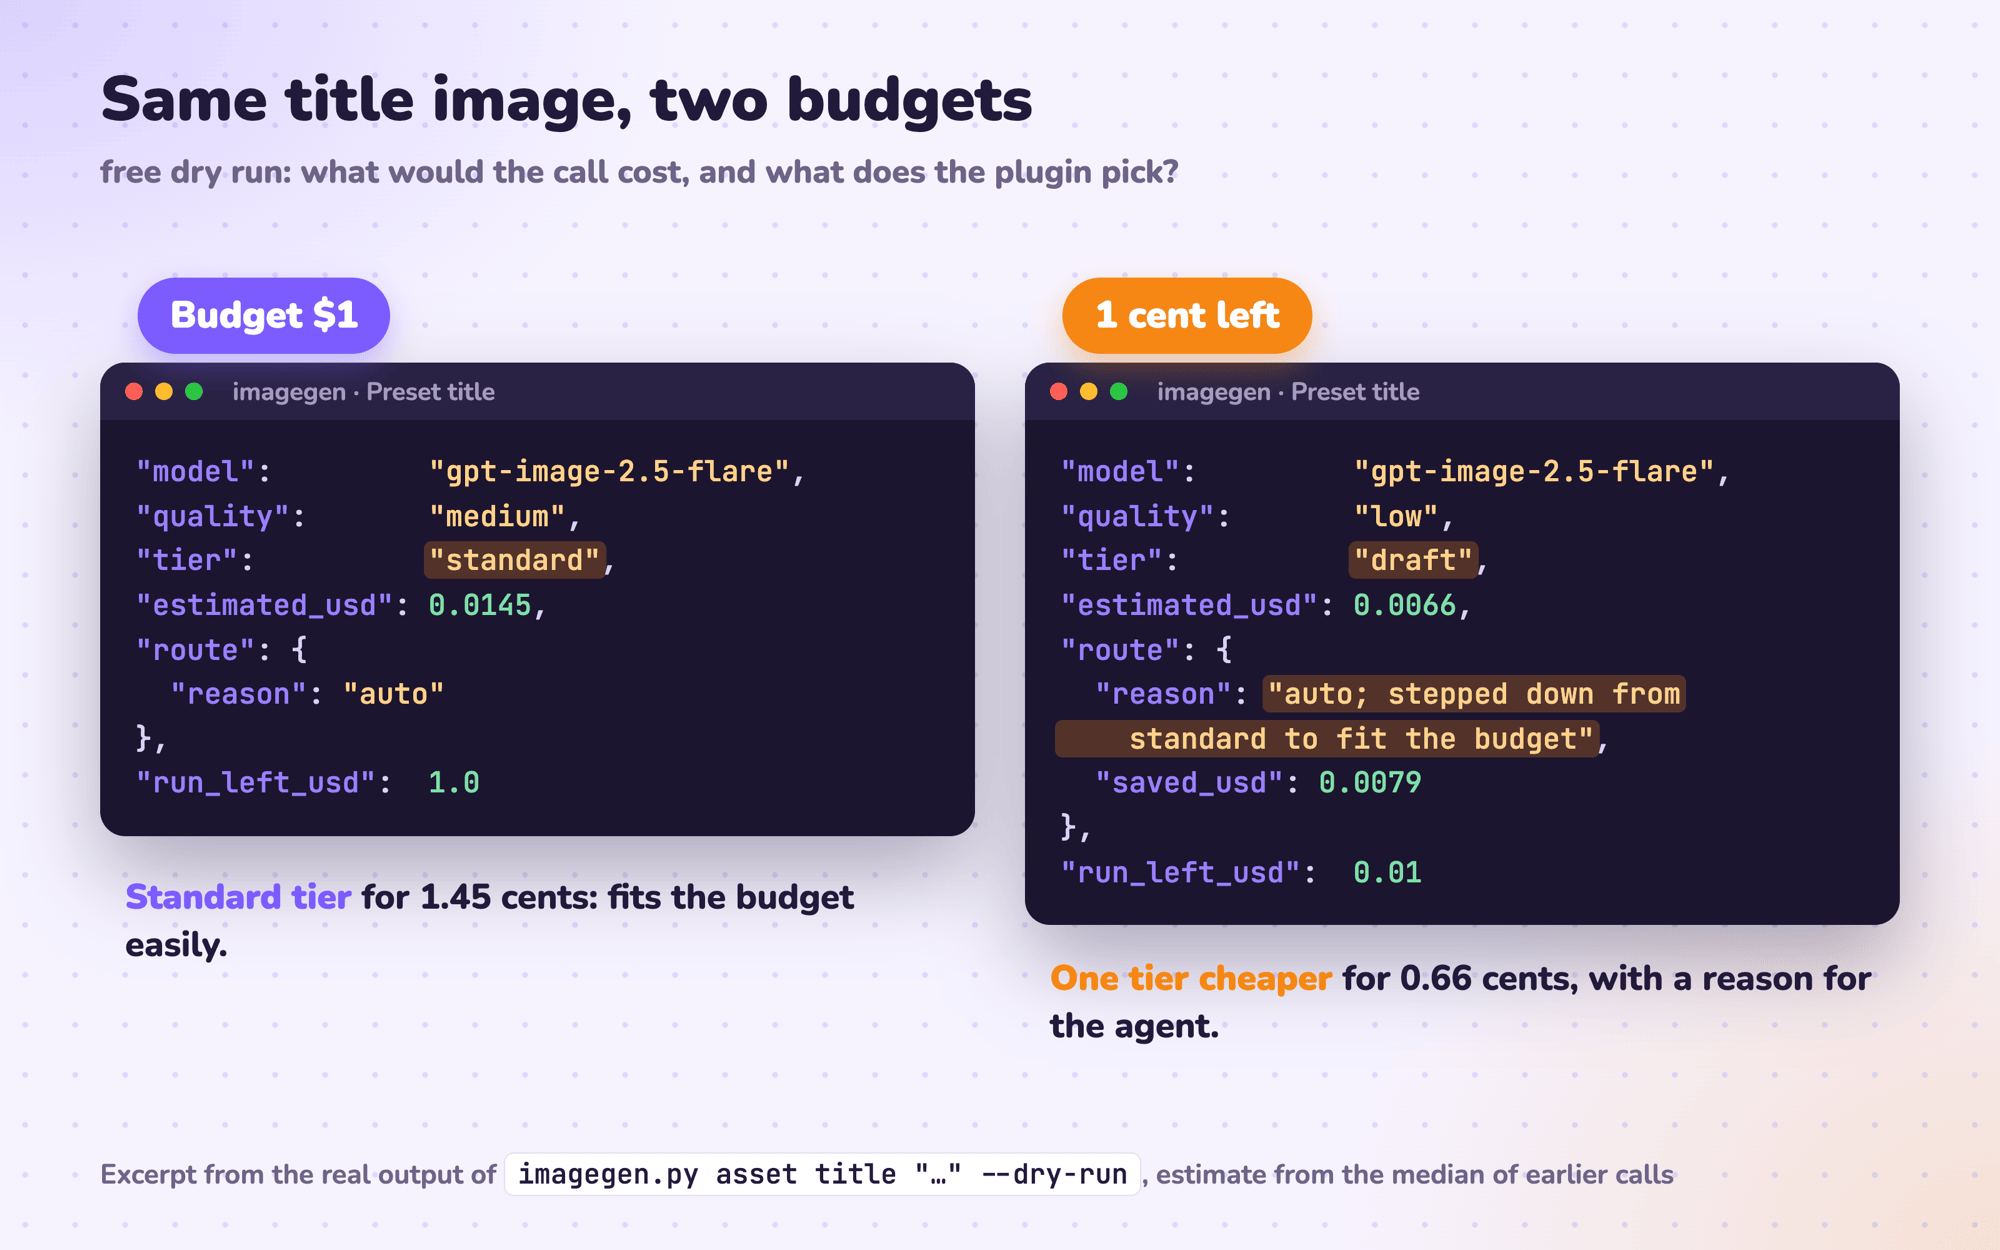 Same title image, two budgets
free dry run: what would the call cost, and what does the plugin pick?
Budget $1
imagegen · Preset title
"model": "gpt-image-2.5-flare",
"quality": "medium",
"tier": "standard",
"estimated_usd": 0.0145,
"route": {
"reason": "auto"
},
"run_left_usd": 1.0
Standard tier for 1.45 cents: fits the budget
easily.
1 cent left
imagegen · Preset title
"model": "gpt-image-2.5-flare",
"quality": "low",
"tier": "draft",
"estimated_usd": 0.0066,
"route": {
"reason": "auto; stepped down from
standard to fit the budget",
"saved_usd": 0.0079
},
"run_left_usd": 0.01
One tier cheaper for 0.66 cents, with a reason for
the agent.
Excerpt from the real output of imagegen.py asset title "…" --dry-run, estimate from the median of earlier calls